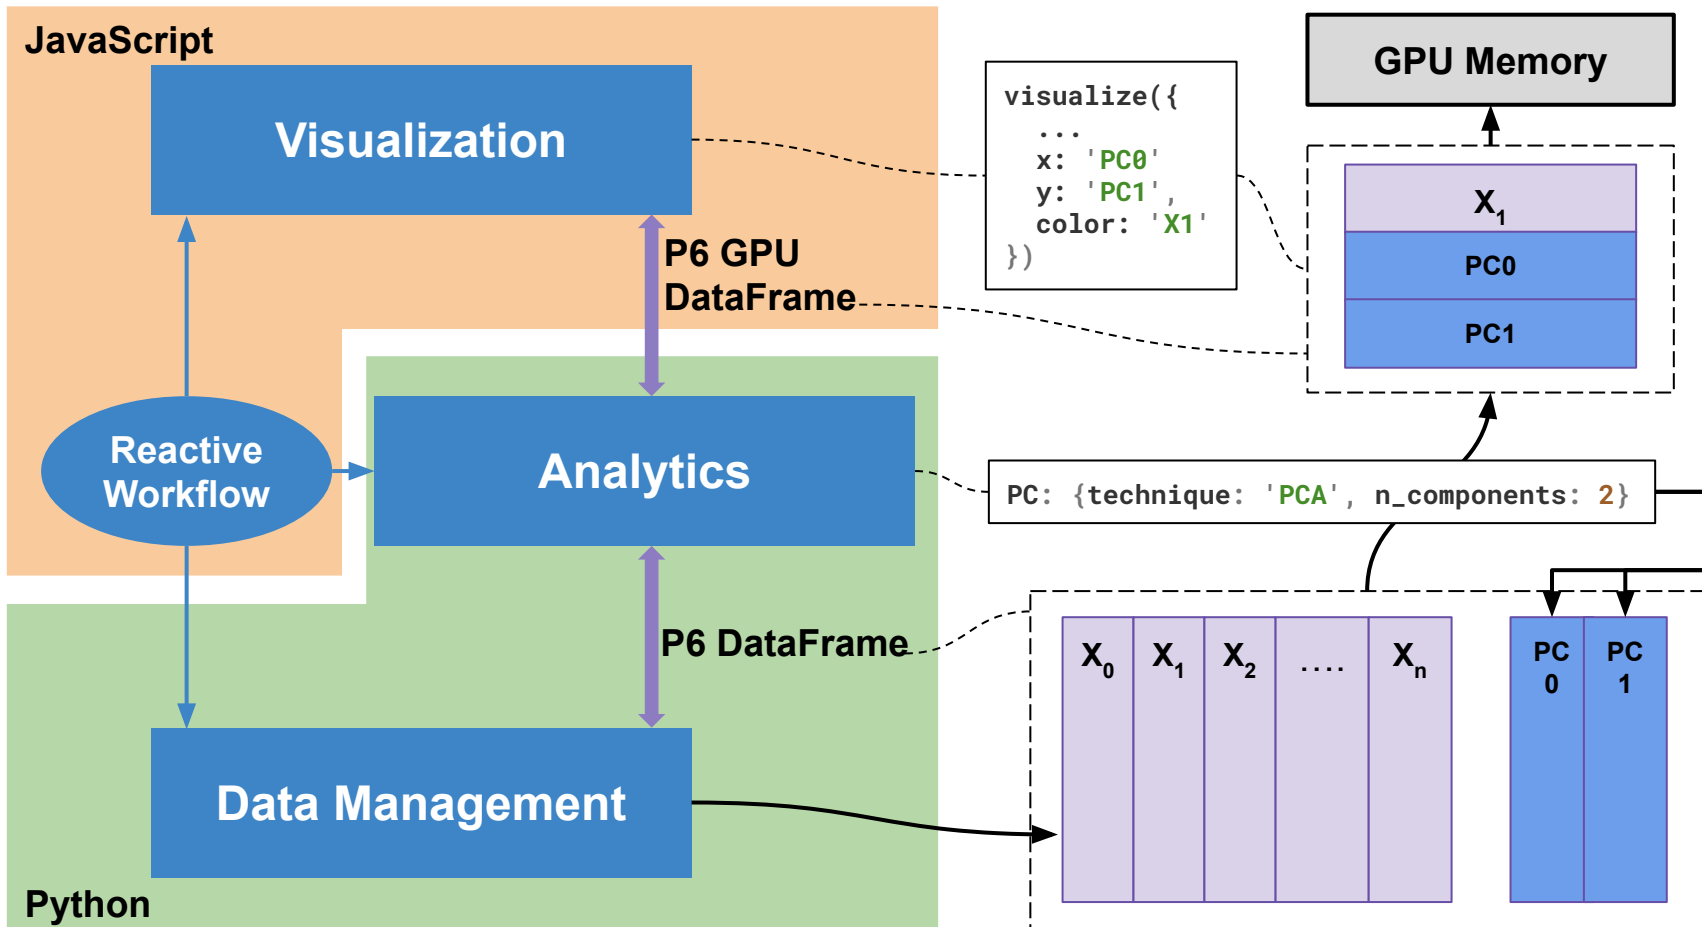 JavaScript
Visualization
P6 GPU
DataFrame
Reactive
Workflow
Analytics
P6 DataFrame
Data Management
Python
visualize({
...
x: 'PC0'
y: 'PC1',
color: 'X1'
})
GPU Memory
X1
PC0
PC1
PC: {technique: 'PCA', n_components: 2}
X0 X1 X2 .... Xn
PC PC
0 1